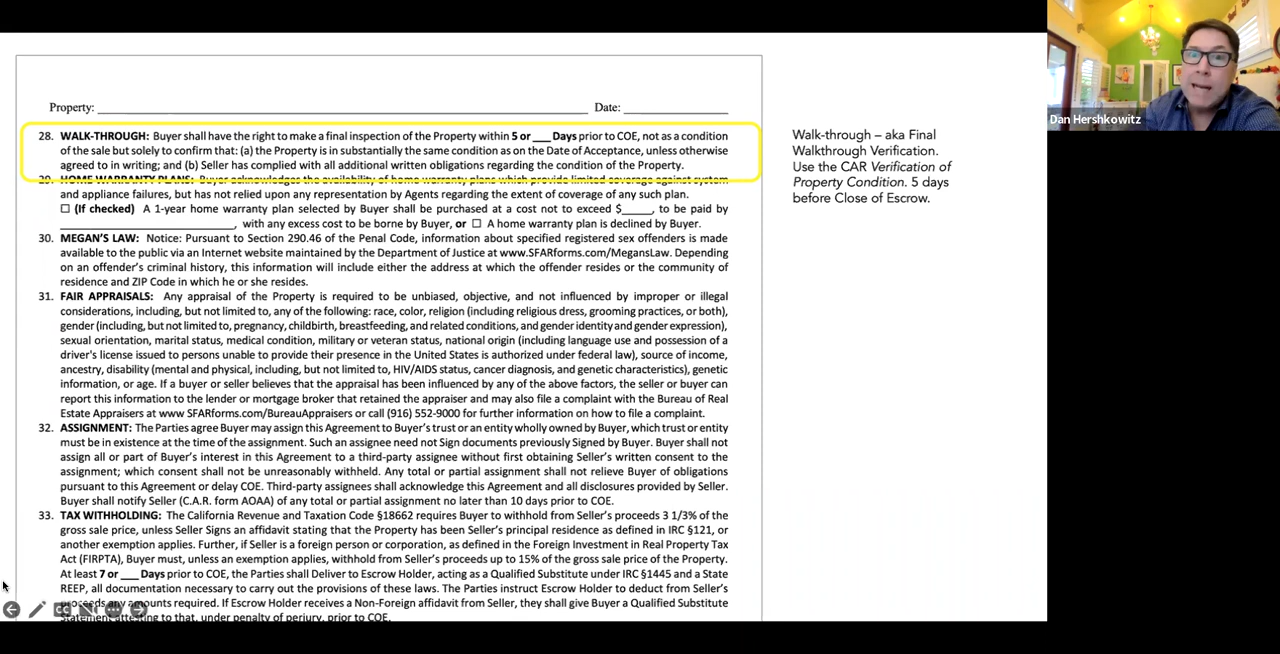 Property: Date:
28. WALK-THROUGH: Buyer shall have the right to make a final inspection of the Property within 5 or ___ Days prior to COE, not as a condition
of the sale but solely to confirm that: (a) the Property is in substantially the same condition as on the Date of Acceptance, unless otherwise
agreed to in writing; and (b) Seller has complied with all additional written obligations regarding the condition of the Property.
29. HOME WARRANTY PLANS: Buyer acknowledges the availability of home warranty plans which provide limited coverage against system
and appliance failures, but has not relied upon any representation by Agents regarding the extent of coverage of any such plan.
☐ (If checked) A 1-year home warranty plan selected by Buyer shall be purchased at a cost not to exceed $_____, to be paid by
_____________________________, with any excess cost to be borne by Buyer, or ☐ A home warranty plan is declined by Buyer.
30. MEGAN'S LAW: Notice: Pursuant to Section 290.46 of the Penal Code, information about specified registered sex offenders is made
available to the public via an Internet website maintained by the Department of Justice at www.SFARforms.com/MegansLaw. Depending
on an offender's criminal history, this information will include either the address at which the offender resides or the community of
residence and ZIP Code in which he or she resides.
31. FAIR APPRAISALS: Any appraisal of the Property is required to be unbiased, objective, and not influenced by improper or illegal
considerations, including, but not limited to, any of the following: race, color, religion (including religious dress, grooming practices, or both),
gender (including, but not limited to, pregnancy, childbirth, breastfeeding, and related conditions, and gender identity and gender expression),
sexual orientation, marital status, medical condition, military or veteran status, national origin (including language use and possession of a
driver's license issued to persons unable to provide their presence in the United States is authorized under federal law), source of income,
ancestry, disability (mental and physical, including, but not limited to, HIV/AIDS status, cancer diagnosis, and genetic characteristics), genetic
information, or age. If a buyer or seller believes that the appraisal has been influenced by any of the above factors, the seller or buyer can
report this information to the lender or mortgage broker that retained the appraiser and may also file a complaint with the Bureau of Real
Estate Appraisers at www SFARforms.com/BureauAppraisers or call (916) 552-9000 for further information on how to file a complaint.
32. ASSIGNMENT: The Parties agree Buyer may assign this Agreement to Buyer's trust or an entity wholly owned by Buyer, which trust or entity
must be in existence at the time of the assignment. Such an assignee need not Sign documents previously Signed by Buyer. Buyer shall not
assign all or part of Buyer's interest in this Agreement to a third-party assignee without first obtaining Seller's written consent to the
assignment; which consent shall not be unreasonably withheld. Any total or partial assignment shall not relieve Buyer of obligations
pursuant to this Agreement or delay COE. Third-party assignees shall acknowledge this Agreement and all disclosures provided by Seller.
Buyer shall notify Seller (C.A.R. form AOAA) of any total or partial assignment no later than 10 days prior to COE.
33. TAX WITHHOLDING: The California Revenue and Taxation Code §18662 requires Buyer to withhold from Seller's proceeds 3 1/3% of the
gross sale price, unless Seller Signs an affidavit stating that the Property has been Seller's principal residence as defined in IRC §121, or
another exemption applies. Further, if Seller is a foreign person or corporation, as defined in the Foreign Investment in Real Property Tax
Act (FIRPTA), Buyer must, unless an exemption applies, withhold from Seller's proceeds up to 15% of the gross sale price of the Property.
At least 7 or ___ Days prior to COE, the Parties shall Deliver to Escrow Holder, acting as a Qualified Substitute under IRC §1445 and a State
REEP, all documentation necessary to carry out the provisions of these laws. The Parties instruct Escrow Holder to deduct from Seller's
proceeds any amounts required. If Escrow Holder receives a Non-Foreign affidavit from Seller, they shall give Buyer a Qualified Substitute
Statement attesting to that, under penalty of perjury, prior to COE.
Walk-through – aka Final
Walkthrough Verification.
Use the CAR Verification of
Property Condition. 5 days
before Close of Escrow.
Dan Hershkowitz